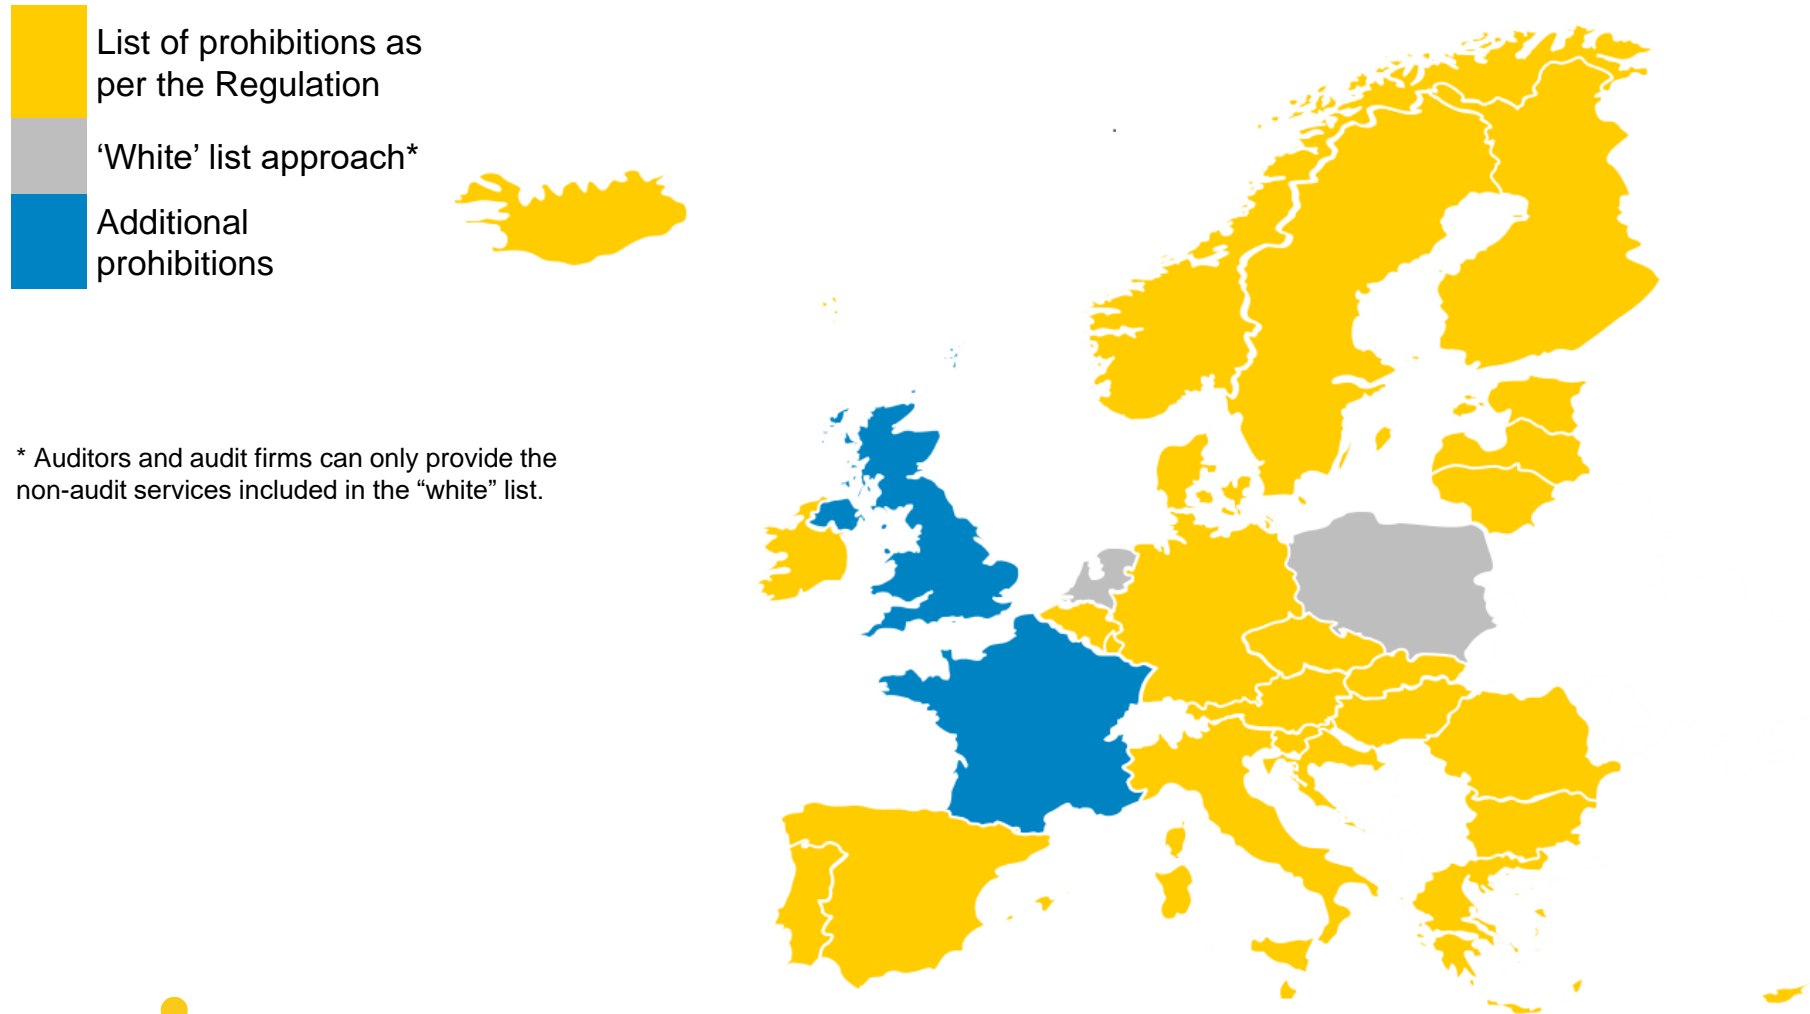 List of prohibitions as
per the Regulation
‘White’ list approach*
Additional
prohibitions
* Auditors and audit firms can only provide the
non-audit services included in the “white” list.